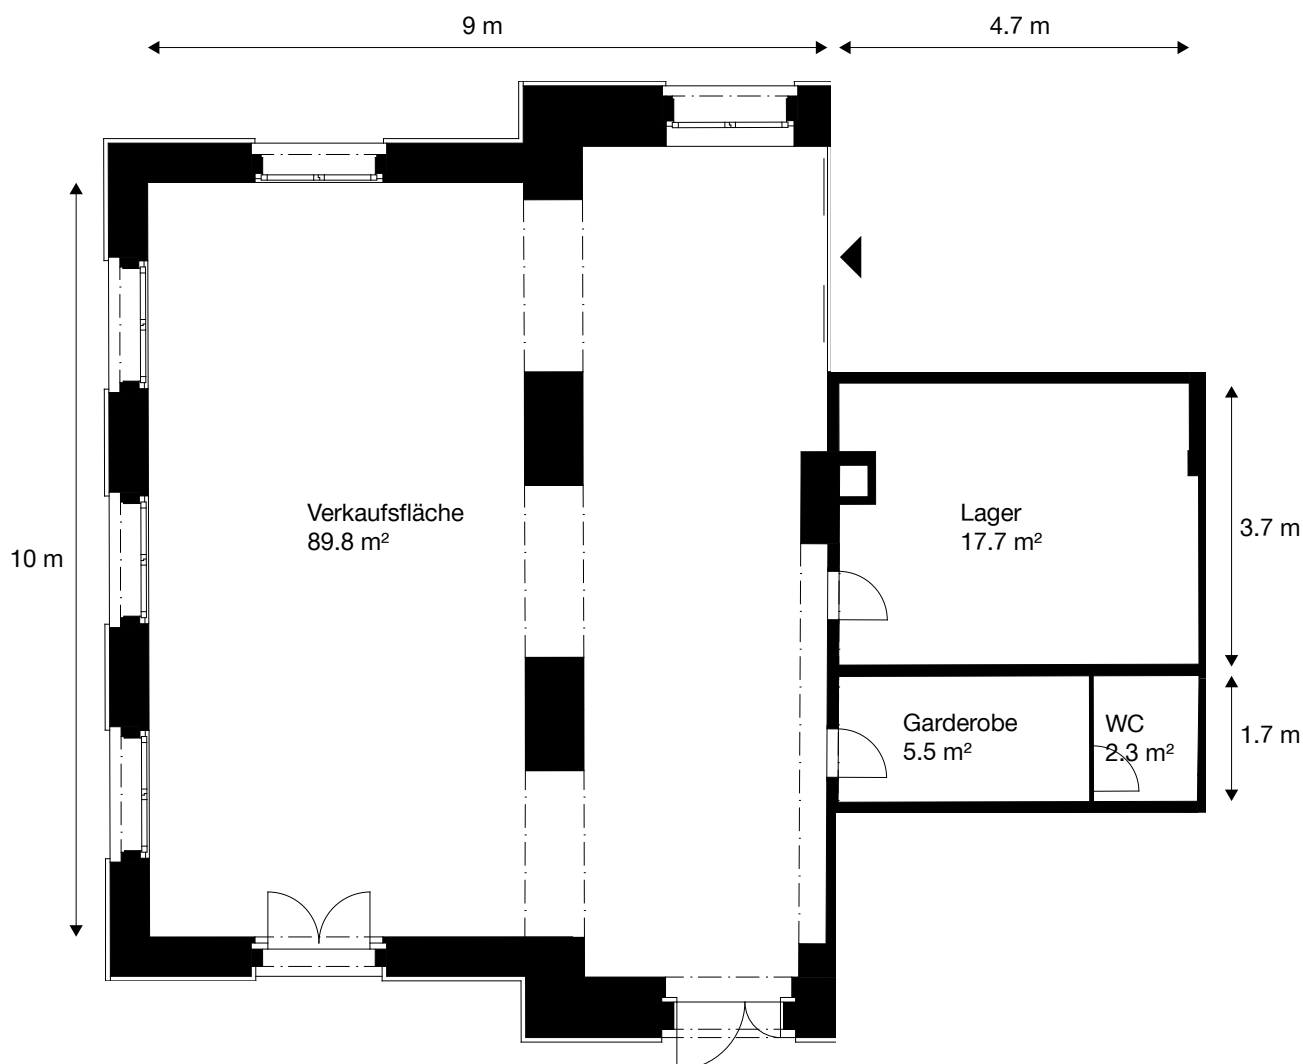 9 m
4.7 m
Verkaufsfläche
89.8 m²
Lager
17.7 m²
3.7 m
10 m
Garderobe
5.5 m²
WC
2.3 m²
1.7 m